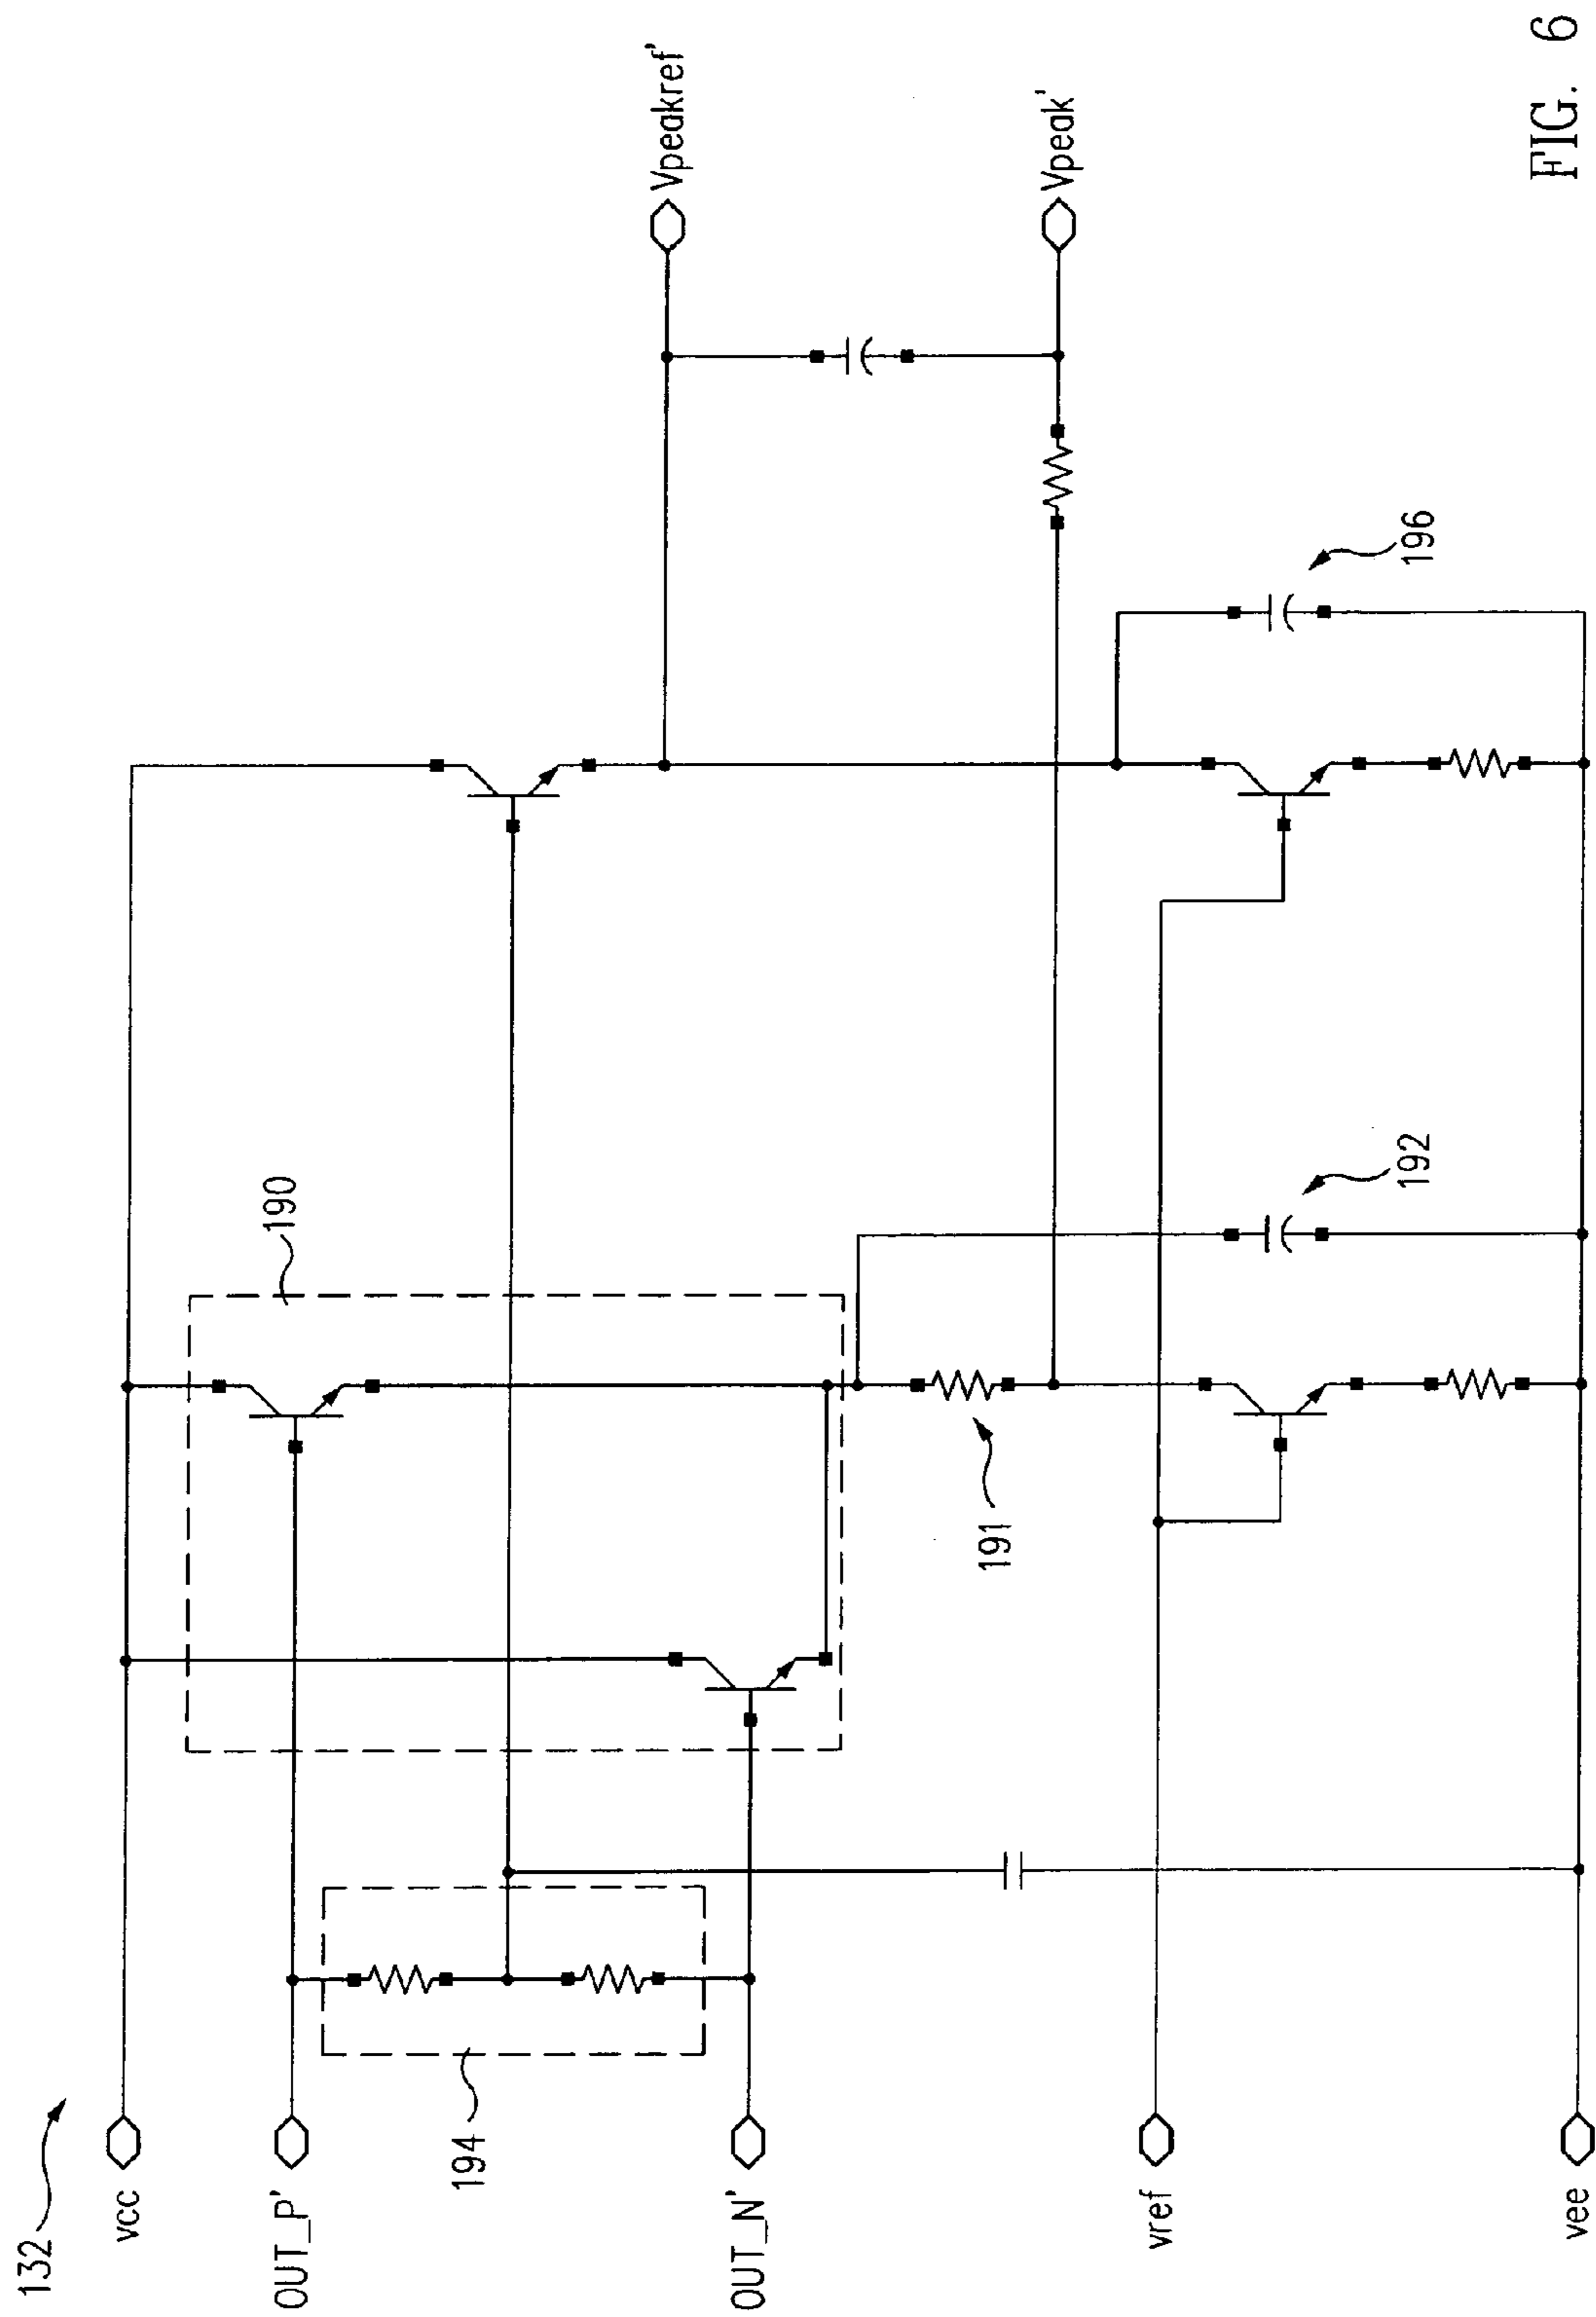 132
vcc
OUT_P'
194
OUT_N'
vref
vee
190
191
192
196
Vpeakref'
Vpeak'
FIG. 6